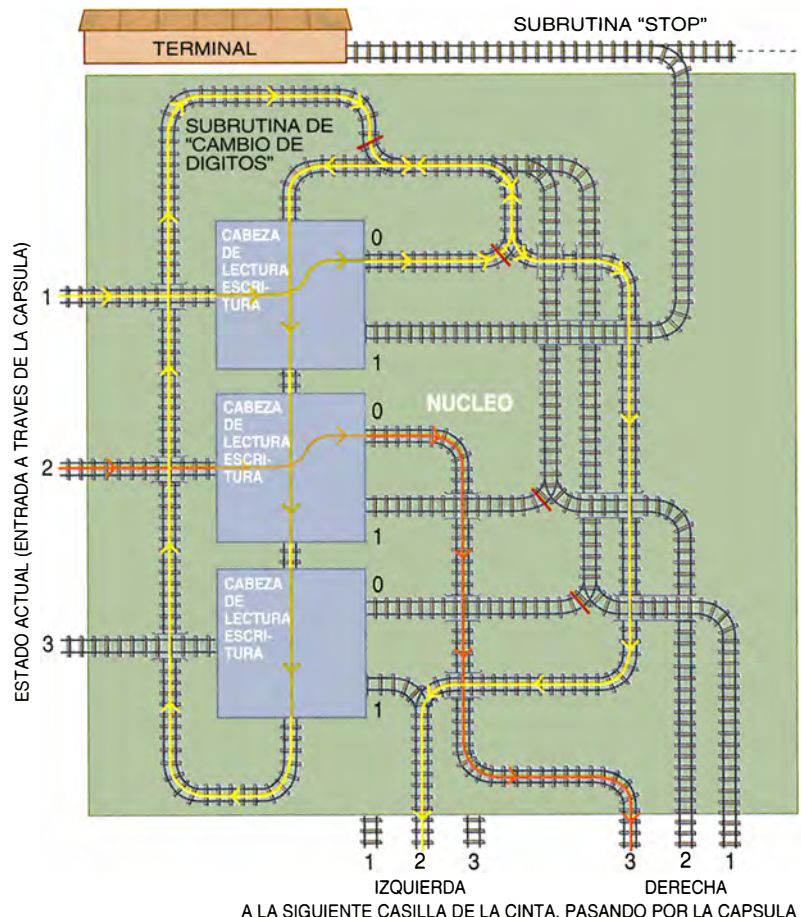 SUBRUTINA "STOP"
TERMINAL
SUBRUTINA DE
"CAMBIO DE
DIGITOS"
ESTADO ACTUAL (ENTRADA A TRAVES DE LA CAPSULA)
1
CABEZA
DE
LECTURA
ESCRI-
TURA
0
1
NUCLEO
2
CABEZA
DE
LECTURA
ESCRI-
TURA
0
1
3
CABEZA
DE
LECTURA
ESCRI-
TURA
0
1
1 2 3 3 2 1
IZQUIERDA DERECHA
A LA SIGUIENTE CASILLA DE LA CINTA, PASANDO POR LA CAPSULA